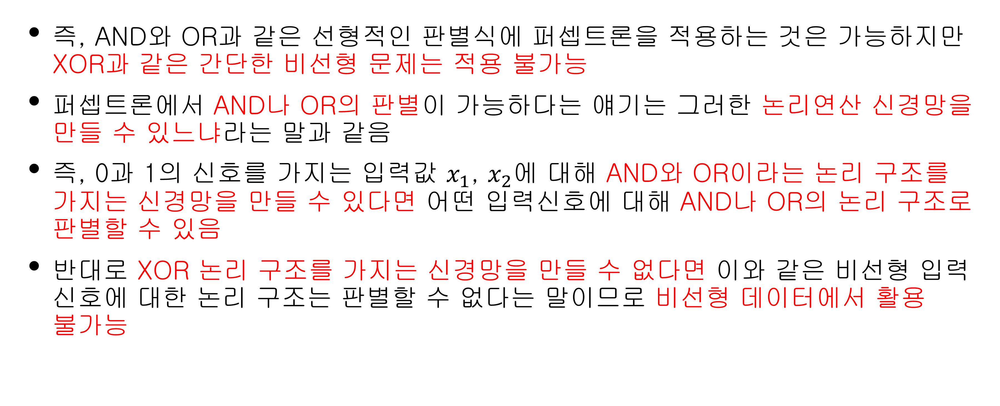 • 즉, AND와 OR과 같은 선형적인 판별식에 퍼셉트론을 적용하는 것은 가능하지만
XOR과 같은 간단한 비선형 문제는 적용 불가능
• 퍼셉트론에서 AND나 OR의 판별이 가능하다는 얘기는 그러한 논리연산 신경망을
만들 수 있느냐라는 말과 같음
• 즉, 0과 1의 신호를 가지는 입력값 x₁, x₂에 대해 AND와 OR이라는 논리 구조를
가지는 신경망을 만들 수 있다면 어떤 입력신호에 대해 AND나 OR의 논리 구조로
판별할 수 있음
• 반대로 XOR 논리 구조를 가지는 신경망을 만들 수 없다면 이와 같은 비선형 입력
신호에 대한 논리 구조는 판별할 수 없다는 말이므로 비선형 데이터에서 활용
불가능